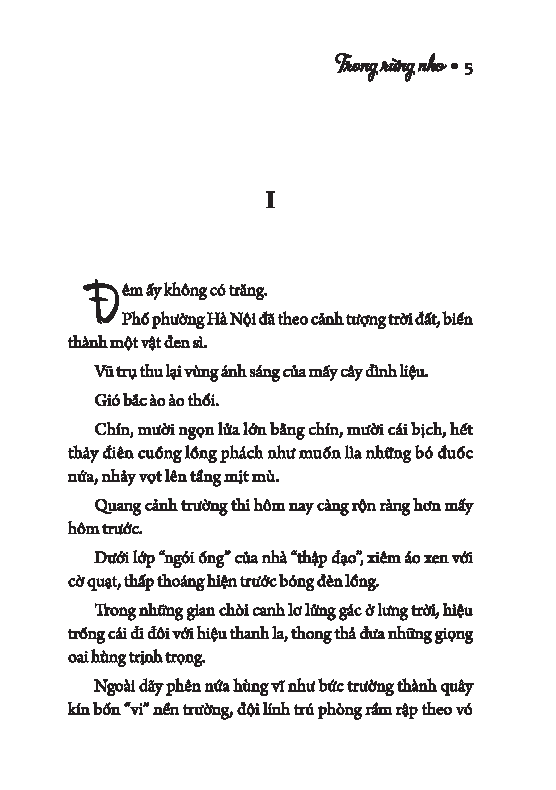 Trong rừng nho • 5
I
Đêm ấy không có trăng.
Phố phường Hà Nội đã theo cảnh tượng trời đất, biến
thành một vật đen sì.
Vũ trụ thu lại vùng ánh sáng của mấy cây đình liệu.
Gió bấc ào ào thổi.
Chín, mười ngọn lửa lớn bằng chín, mười cái bịch, hết
thảy điên cuồng lồng phách như muốn lìa những bó đuốc
nứa, nhảy vọt lên tầng mịt mù.
Quang cảnh trường thi hôm nay càng rộn ràng hơn mấy
hôm trước.
Dưới lớp “ngói ống” của nhà “thập đạo”, xiêm áo xen với
cờ quạt, thấp thoáng hiện trước bóng đèn lồng.
Trong những gian chòi canh lơ lửng gác ở lưng trời, hiệu
trống cái đi đôi với hiệu thanh la, thong thả đưa những giọng
oai hùng trịnh trọng.
Ngoài dãy phên nứa hùng vĩ như bức trường thành quây
kín bốn “vi” nền trường, đội lính trú phòng rầm rập theo vó